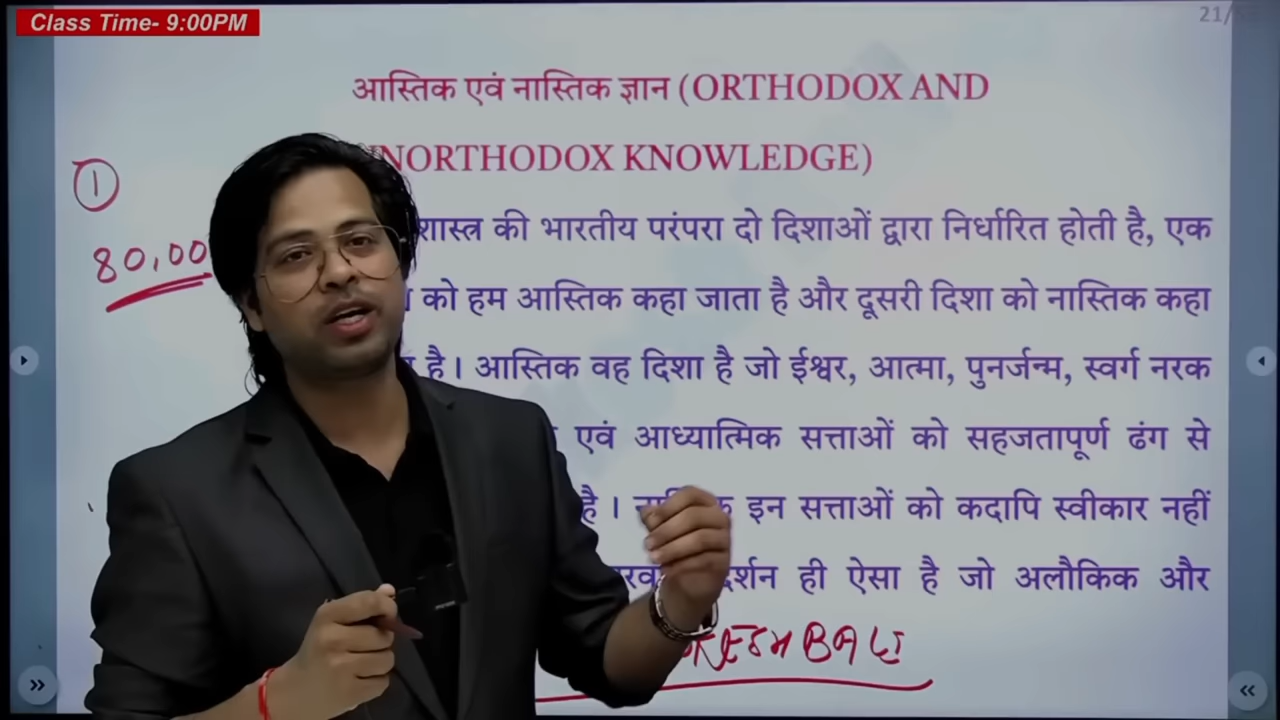 Class Time- 9:00PM
21/
आस्तिक एवं नास्तिक ज्ञान (ORTHODOX AND
UNORTHODOX KNOWLEDGE)
1
शास्त्र की भारतीय परंपरा दो दिशाओं द्वारा निर्धारित होती है, एक
80,00
को हम आस्तिक कहा जाता है और दूसरी दिशा को नास्तिक कहा
है। आस्तिक वह दिशा है जो ईश्वर, आत्मा, पुनर्जन्म, स्वर्ग नरक
एवं आध्यात्मिक सत्ताओं को सहजतापूर्ण ढंग से
है। इन सत्ताओं को कदापि स्वीकार नहीं
ही ऐसा है जो अलौकिक और